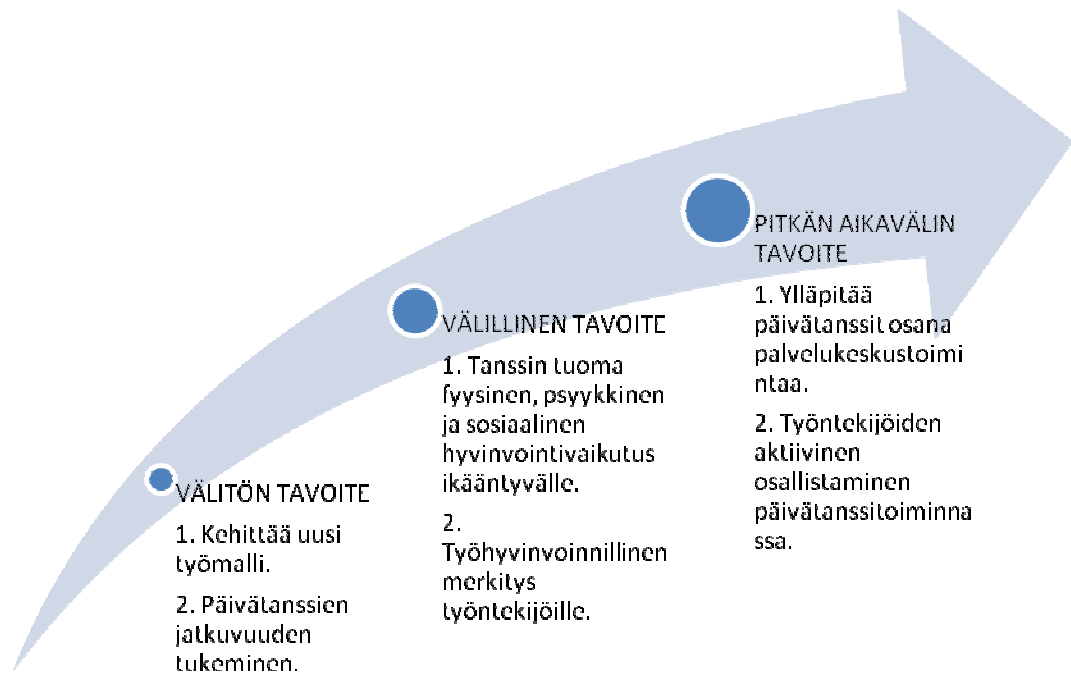 VÄLITÖN TAVOITE
1. Kehittää uusi
työmalli.
2. Päivätanssien
jatkuvuuden
tukeminen.
VÄLILLINEN TAVOITE
1. Tanssin tuoma
fyysinen, psyykkinen
ja sosiaalinen
hyvinvointivaikutus
ikääntyvälle.
2.
Työhyvinvoinnillinen
merkitys
työntekijöille.
PITKÄN AIKAVÄLIN
TAVOITE
1. Ylläpitää
päivätanssit osana
palvelukeskustoimi
ntaa.
2. Työntekijöiden
aktiivinen
osallistaminen
päivätanssitoiminna
ssa.